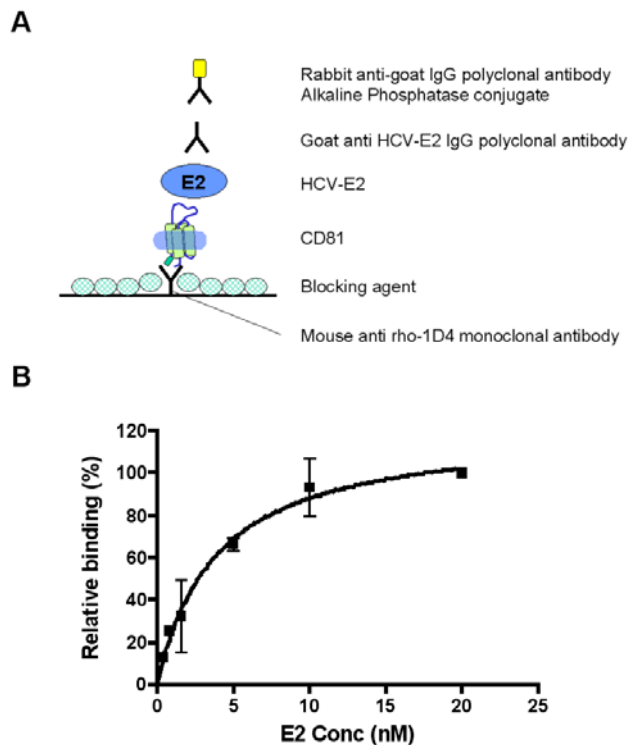 A
Rabbit anti-goat IgG polyclonal antibody
Alkaline Phosphatase conjugate
Goat anti HCV-E2 IgG polyclonal antibody
E2
HCV-E2
CD81
Blocking agent
Mouse anti rho-1D4 monoclonal antibody
B
120
100
80
60
40
20
0
Relative binding (%)
0 5 10 15 20 25
E2 Conc (nM)